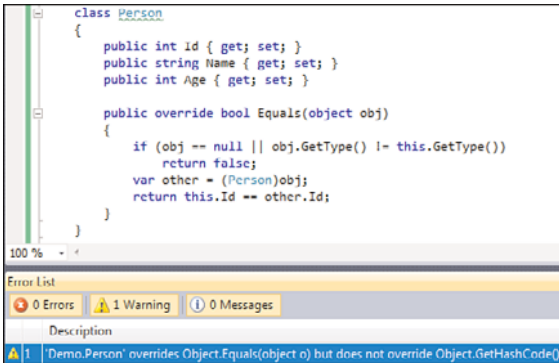 class Person
{
public int Id { get; set; }
public string Name { get; set; }
public int Age { get; set; }
public override bool Equals(object obj)
{
if (obj == null || obj.GetType() != this.GetType())
return false;
var other = (Person)obj;
return this.Id == other.Id;
}
}
100 %
Error List
0 Errors
1 Warning
0 Messages
Description
1 'Demo.Person' overrides Object.Equals(object o) but does not override Object.GetHashCode(